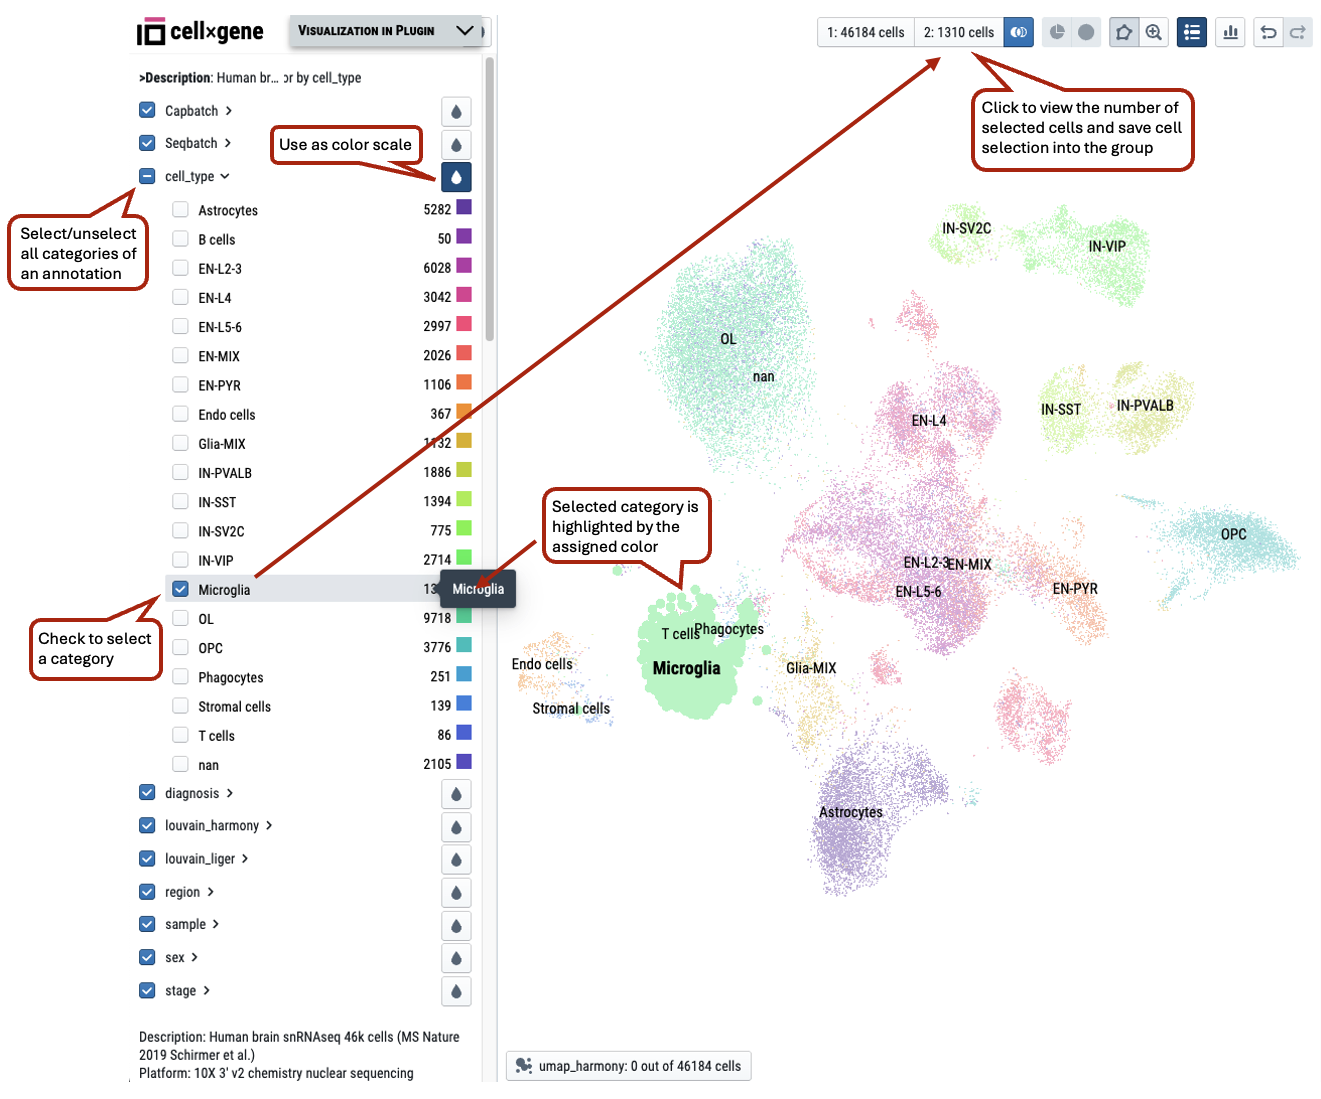 cell×gene
VISUALIZATION IN PLUGIN
1: 46184 cells
2: 1310 cells
>Description: Human br... or by cell_type
Click to view the number of
selected cells and save cell
selection into the group
Capbatch
Seqbatch
Use as color scale
cell_type
Select/unselect
all categories of
an annotation
Astrocytes 5282
B cells 50
EN-L2-3 6028
EN-L4 3042
EN-L5-6 2997
EN-MIX 2026
EN-PYR 1106
Endo cells 367
Glia-MIX 1132
IN-PVALB 1886
IN-SST 1394
IN-SV2C 775
IN-VIP 2714
Microglia 13
Microglia
OL 9718
OPC 3776
Phagocytes 251
Stromal cells 139
T cells 86
nan 2105
Check to select
a category
diagnosis
louvain_harmony
louvain_liger
region
sample
sex
stage
Description: Human brain snRNAseq 46k cells (MS Nature
2019 Schirmer et al.)
Platform: 10X 3' v2 chemistry nuclear sequencing
IN-SV2C
IN-VIP
OL
nan
EN-L4
IN-SST
IN-PVALB
Selected category is
highlighted by the
assigned color
OPC
EN-L2-3
EN-MIX
EN-L5-6
EN-PYR
T cells
Phagocytes
Endo cells
Microglia
Glia-MIX
Stromal cells
Astrocytes
umap_harmony: 0 out of 46184 cells